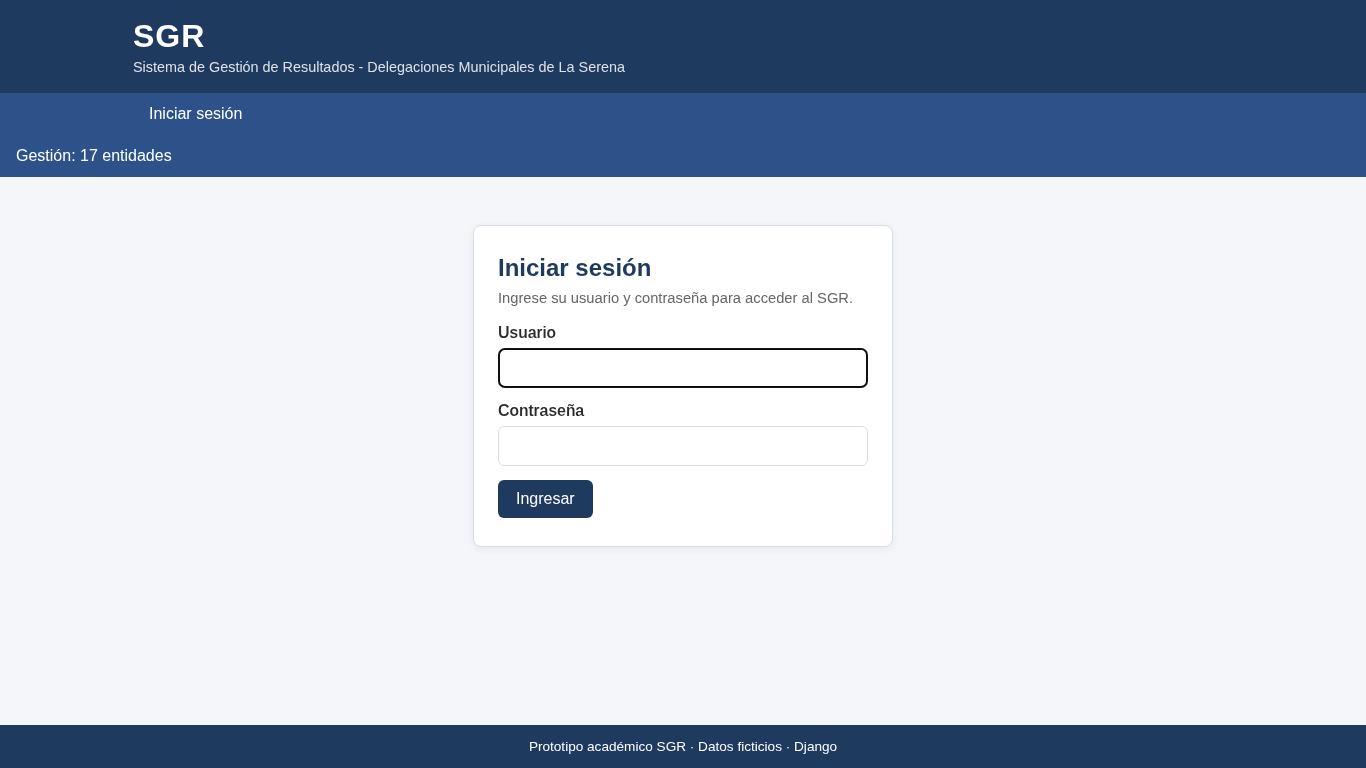 SGR
Sistema de Gestión de Resultados - Delegaciones Municipales de La Serena
Iniciar sesión
Gestión: 17 entidades
Iniciar sesión
Ingrese su usuario y contraseña para acceder al SGR.
Usuario
Contraseña
Ingresar
Prototipo académico SGR · Datos ficticios · Django